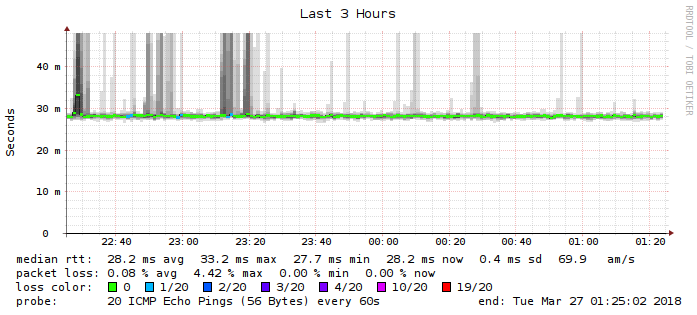 Last 3 Hours
RRDTOOL / TOBI OETIKER
Seconds
40 m
30 m
20 m
10 m
0
22:40 23:00 23:20 23:40 00:00 00:20 00:40 01:00 01:20
median rtt: 28.2 ms avg 33.2 ms max 27.7 ms min 28.2 ms now 0.4 ms sd 69.9 am/s
packet loss: 0.08 % avg 4.42 % max 0.00 % min 0.00 % now
loss color: 0 1/20 2/20 3/20 4/20 10/20 19/20
probe: 20 ICMP Echo Pings (56 Bytes) every 60s end: Tue Mar 27 01:25:02 2018